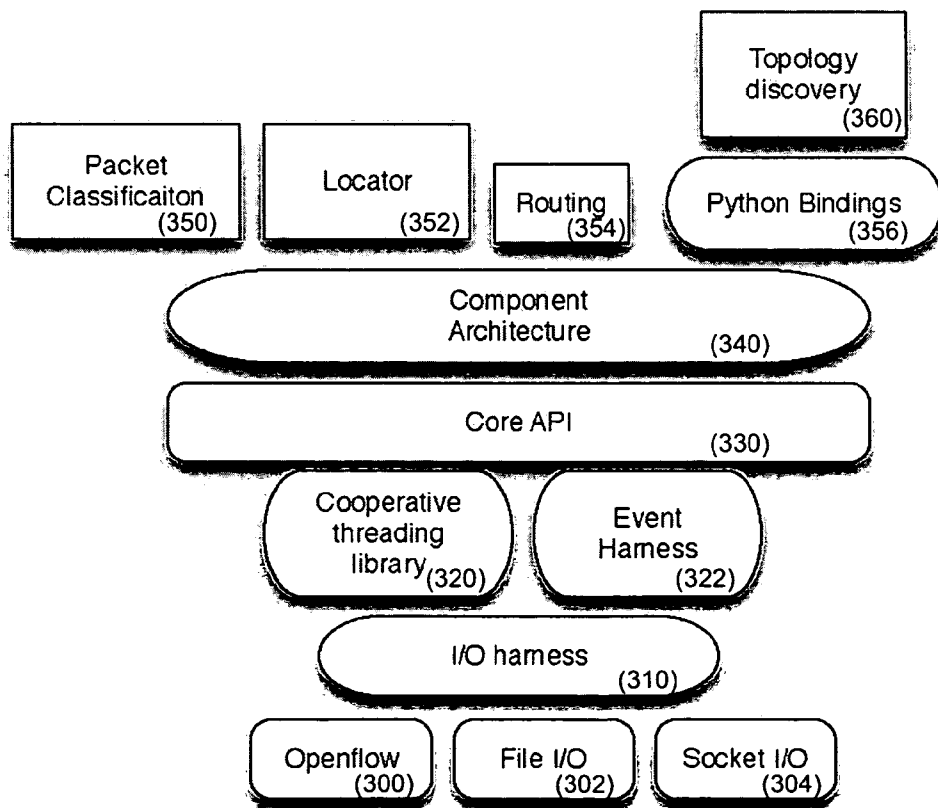 Topology
discovery
(360)
Packet
Classificaiton
(350)
Locator
(352)
Routing
(354)
Python Bindings
(356)
Component
Architecture
(340)
Core API
(330)
Cooperative
threading
library
(320)
Event
Harness
(322)
I/O harness
(310)
Openflow
(300)
File I/O
(302)
Socket I/O
(304)